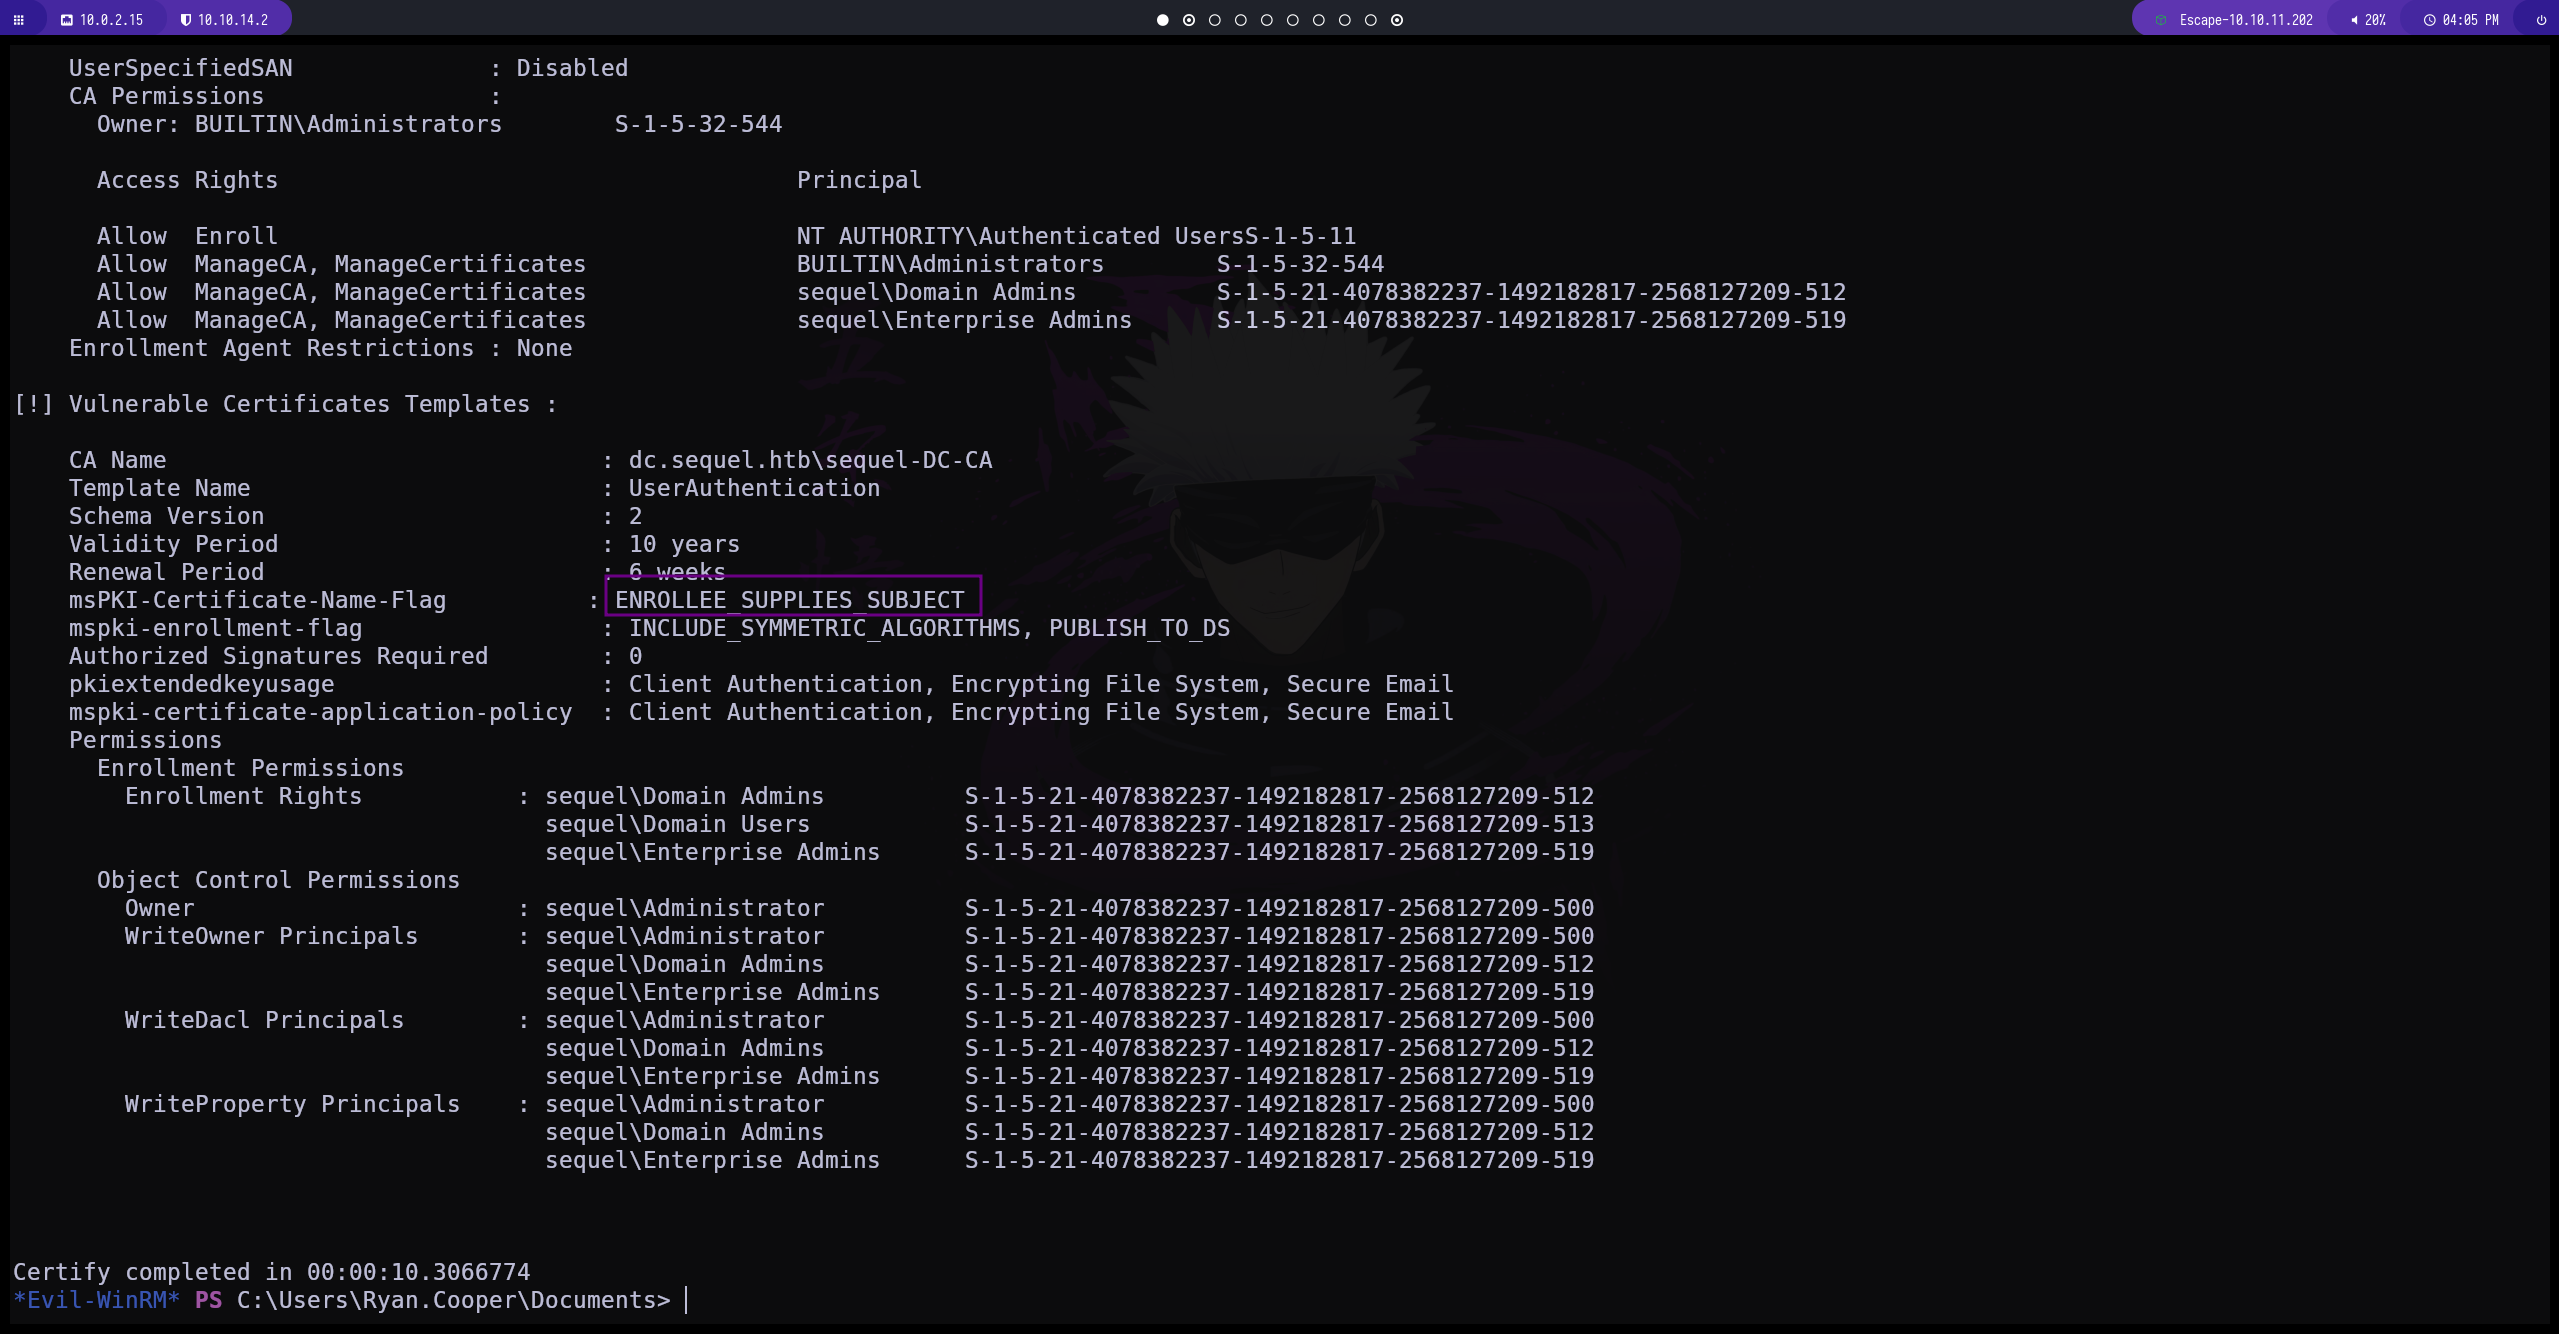 10.0.2.15 10.10.14.2 Escape-10.10.11.202 20% 04:05 PM
UserSpecifiedSAN : Disabled
CA Permissions :
Owner: BUILTIN\Administrators S-1-5-32-544
Access Rights Principal
Allow Enroll NT AUTHORITY\Authenticated UsersS-1-5-11
Allow ManageCA, ManageCertificates BUILTIN\Administrators S-1-5-32-544
Allow ManageCA, ManageCertificates sequel\Domain Admins S-1-5-21-4078382237-1492182817-2568127209-512
Allow ManageCA, ManageCertificates sequel\Enterprise Admins S-1-5-21-4078382237-1492182817-2568127209-519
Enrollment Agent Restrictions : None
[!] Vulnerable Certificates Templates :
CA Name : dc.sequel.htb\sequel-DC-CA
Template Name : UserAuthentication
Schema Version : 2
Validity Period : 10 years
Renewal Period : 6 weeks
msPKI-Certificate-Name-Flag : ENROLLEE_SUPPLIES_SUBJECT
mspki-enrollment-flag : INCLUDE_SYMMETRIC_ALGORITHMS, PUBLISH_TO_DS
Authorized Signatures Required : 0
pkiextendedkeyusage : Client Authentication, Encrypting File System, Secure Email
mspki-certificate-application-policy : Client Authentication, Encrypting File System, Secure Email
Permissions
Enrollment Permissions
Enrollment Rights : sequel\Domain Admins S-1-5-21-4078382237-1492182817-2568127209-512
sequel\Domain Users S-1-5-21-4078382237-1492182817-2568127209-513
sequel\Enterprise Admins S-1-5-21-4078382237-1492182817-2568127209-519
Object Control Permissions
Owner : sequel\Administrator S-1-5-21-4078382237-1492182817-2568127209-500
WriteOwner Principals : sequel\Administrator S-1-5-21-4078382237-1492182817-2568127209-500
sequel\Domain Admins S-1-5-21-4078382237-1492182817-2568127209-512
sequel\Enterprise Admins S-1-5-21-4078382237-1492182817-2568127209-519
WriteDacl Principals : sequel\Administrator S-1-5-21-4078382237-1492182817-2568127209-500
sequel\Domain Admins S-1-5-21-4078382237-1492182817-2568127209-512
sequel\Enterprise Admins S-1-5-21-4078382237-1492182817-2568127209-519
WriteProperty Principals : sequel\Administrator S-1-5-21-4078382237-1492182817-2568127209-500
sequel\Domain Admins S-1-5-21-4078382237-1492182817-2568127209-512
sequel\Enterprise Admins S-1-5-21-4078382237-1492182817-2568127209-519
Certify completed in 00:00:10.3066774
*Evil-WinRM* PS C:\Users\Ryan.Cooper\Documents>